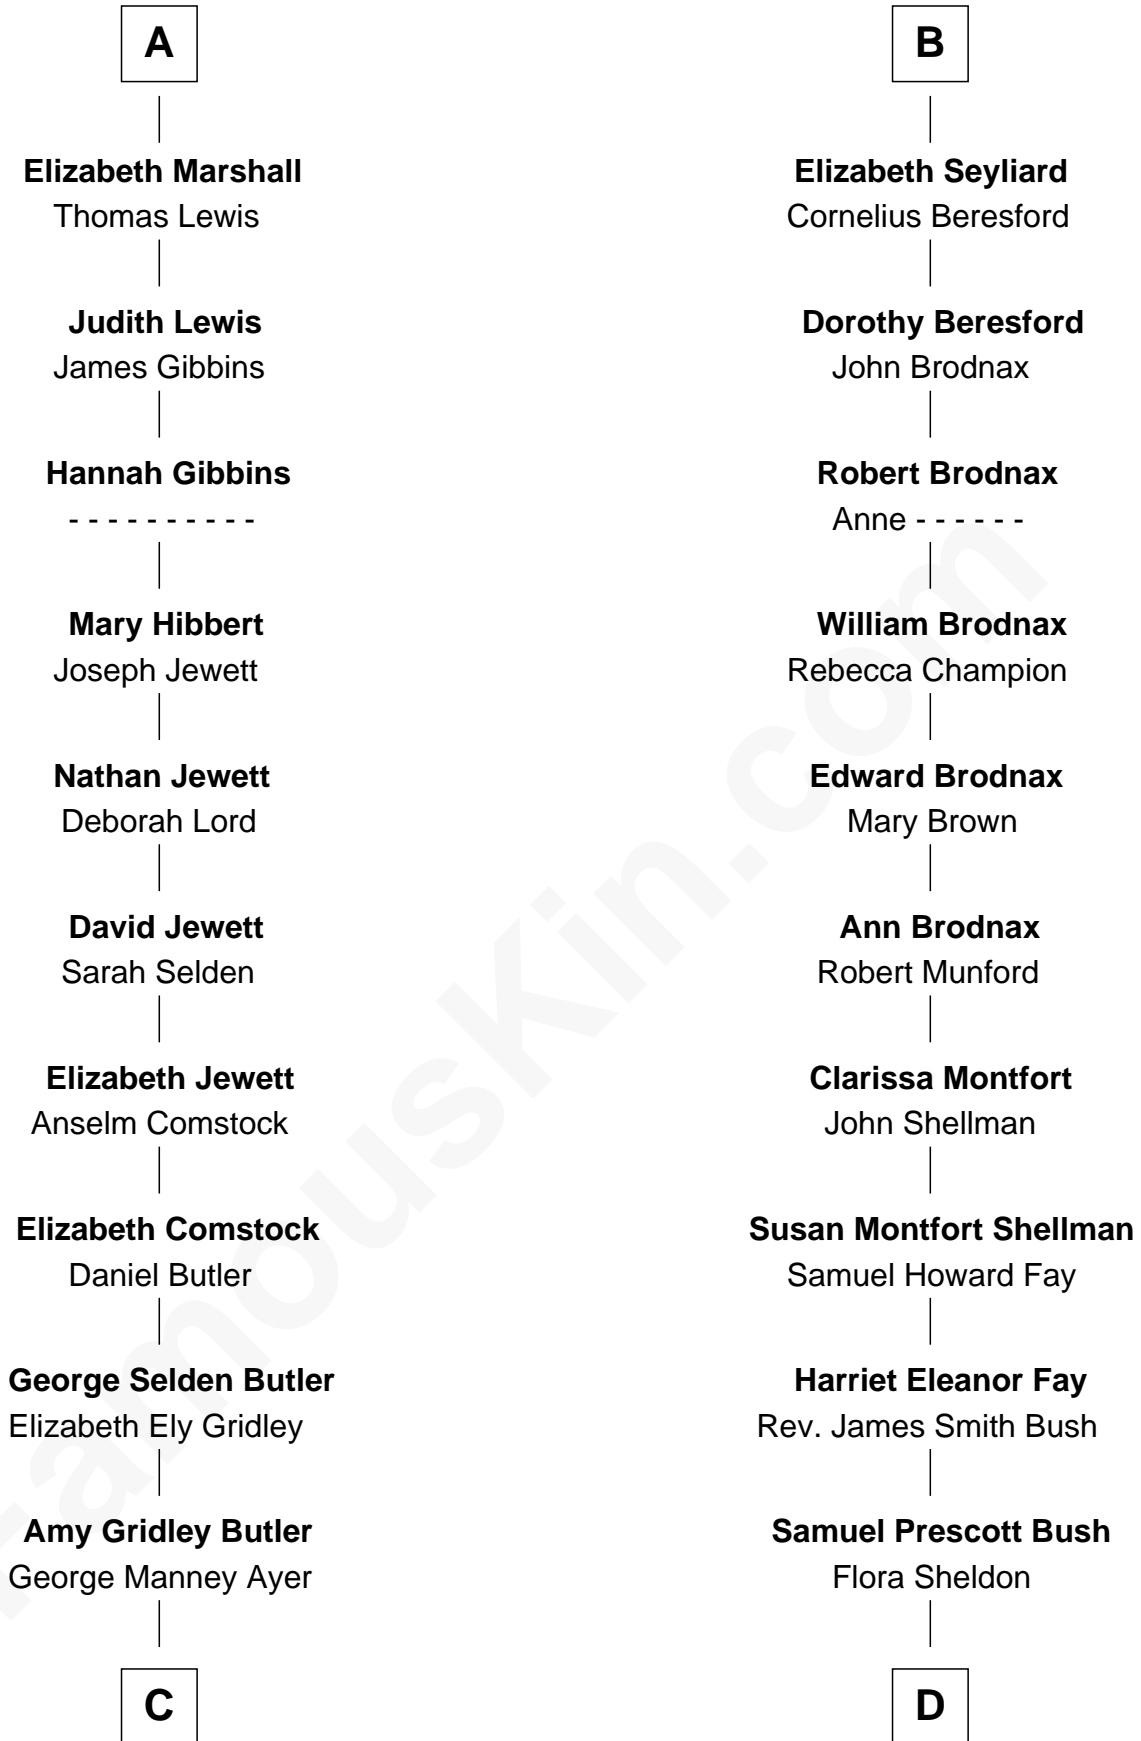 A
Elizabeth Marshall
Thomas Lewis
Judith Lewis
James Gibbins
Hannah Gibbins
- - - - - - - - - -
Mary Hibbert
Joseph Jewett
Nathan Jewett
Deborah Lord
David Jewett
Sarah Selden
Elizabeth Jewett
Anselm Comstock
Elizabeth Comstock
Daniel Butler
George Selden Butler
Elizabeth Ely Gridley
Amy Gridley Butler
George Manney Ayer
C
B
Elizabeth Seyliard
Cornelius Beresford
Dorothy Beresford
John Brodnax
Robert Brodnax
Anne - - - - - -
William Brodnax
Rebecca Champion
Edward Brodnax
Mary Brown
Ann Brodnax
Robert Munford
Clarissa Montfort
John Shellman
Susan Montfort Shellman
Samuel Howard Fay
Harriet Eleanor Fay
Rev. James Smith Bush
Samuel Prescott Bush
Flora Sheldon
D
FamousKin.com